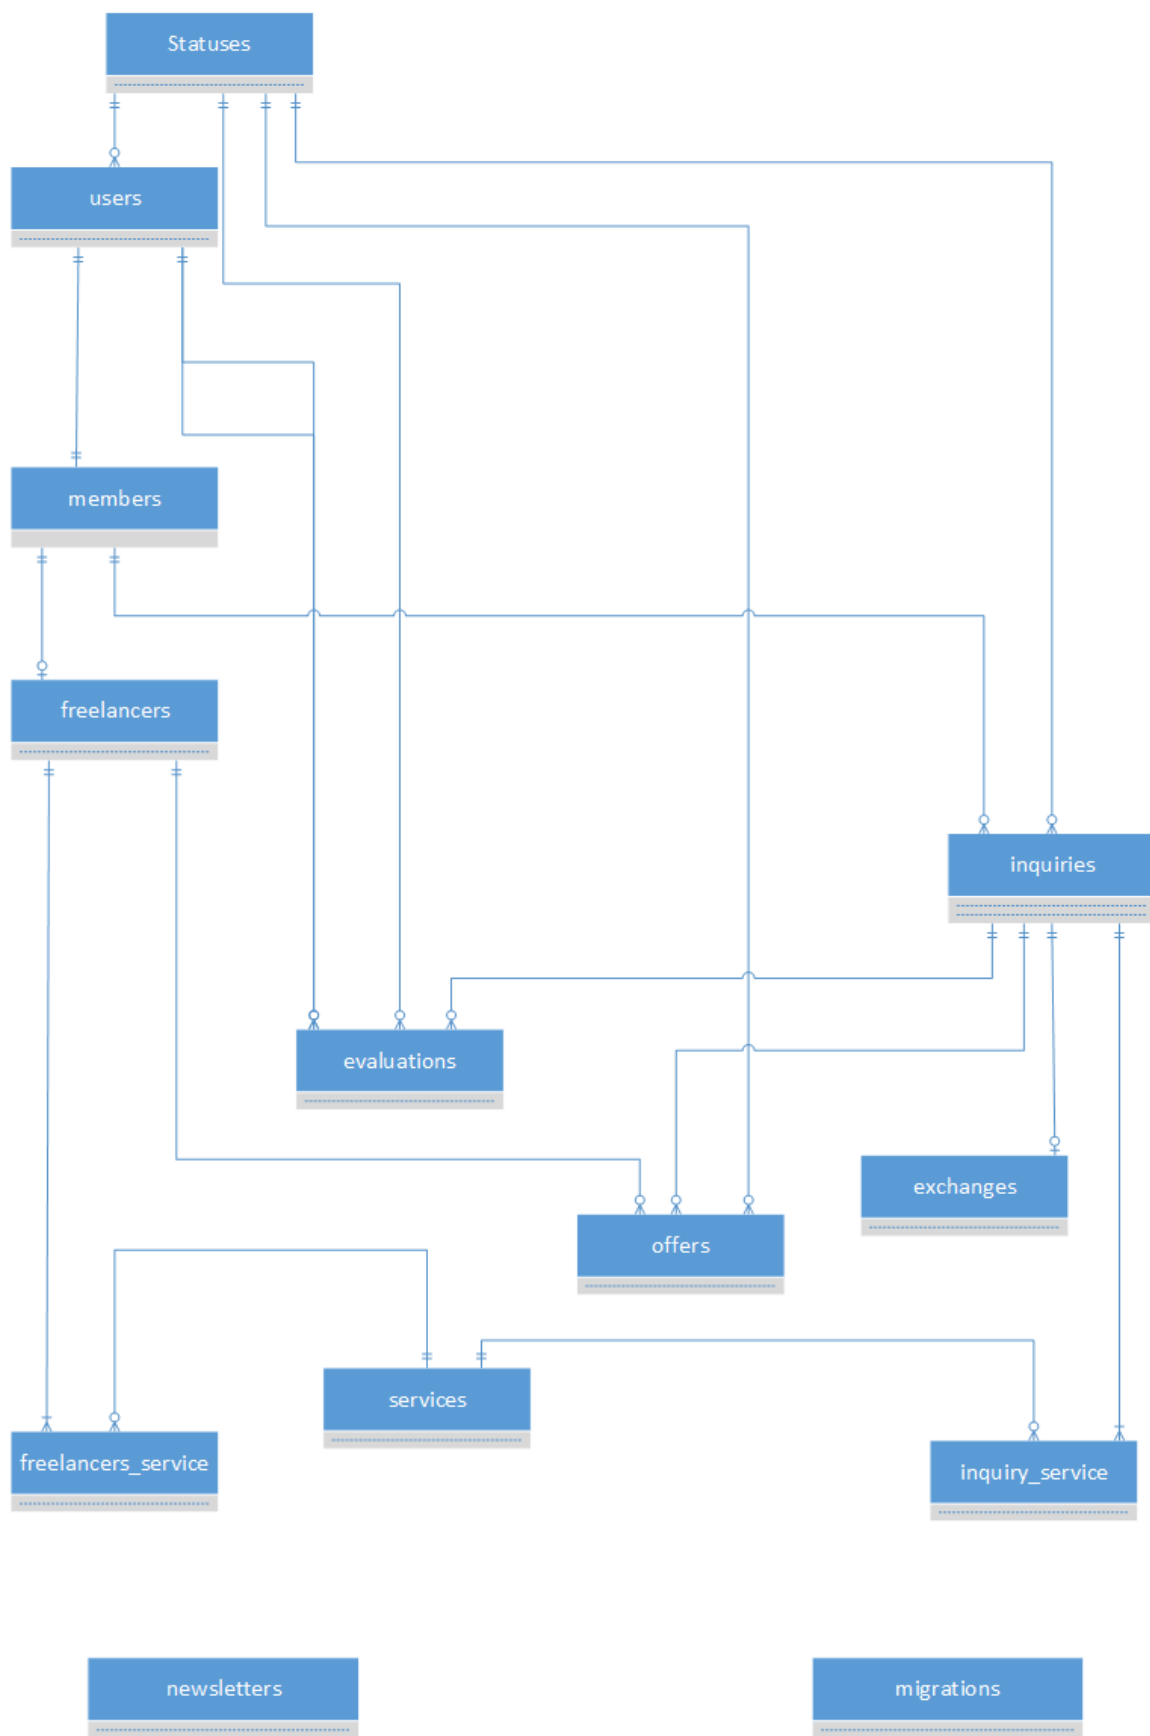 Statuses
users
members
freelancers
inquiries
evaluations
exchanges
offers
services
freelancers_service
inquiry_service
newsletters
migrations